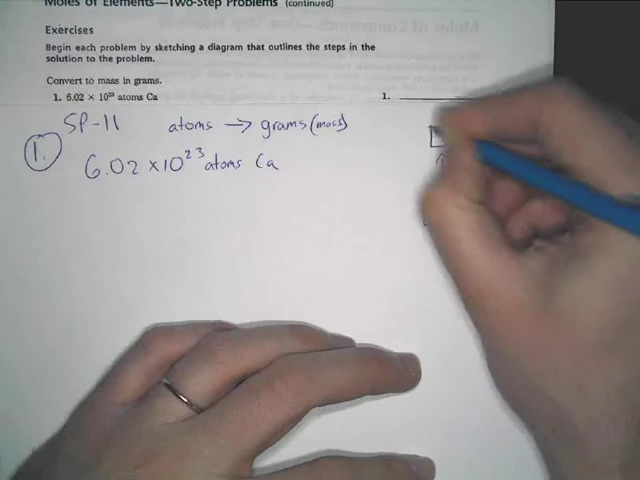 Moles of Elements—Two-Step Problems (continued)
Exercises
Begin each problem by sketching a diagram that outlines the steps in the
solution to the problem.
Convert to mass in grams.
1. 6.02 × 10²³ atoms Ca 1.
SP-11 atoms → grams (mass)
1. 6.02 ×10²³ atoms Ca